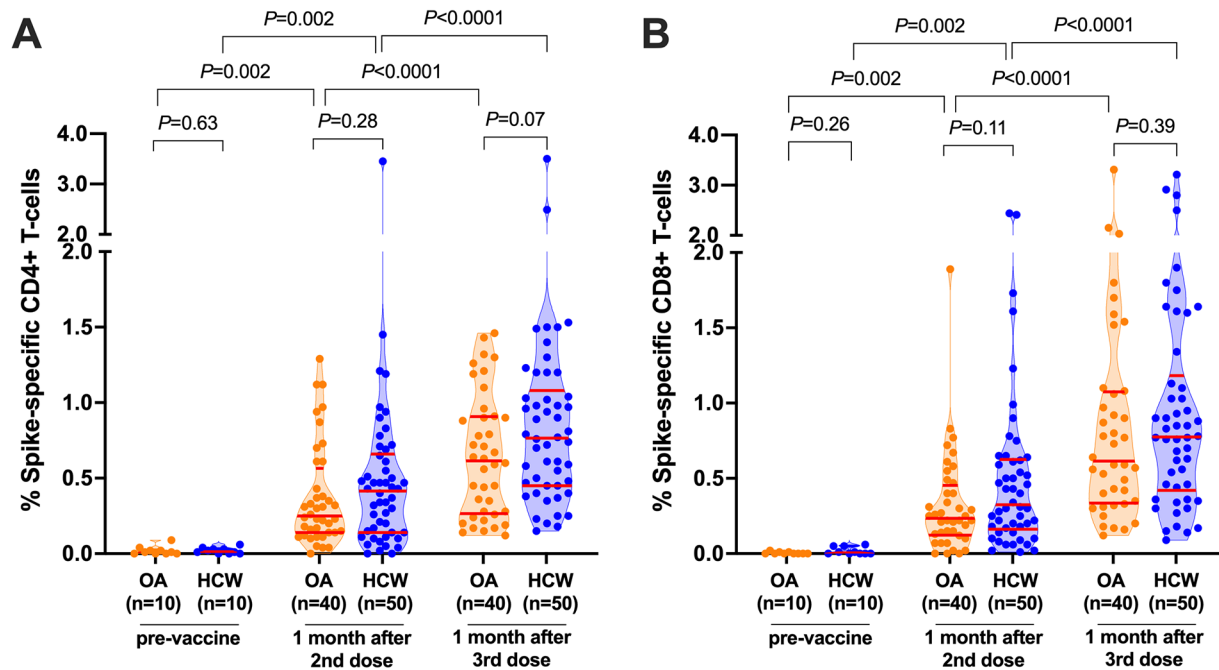 A
P=0.002
P<0.0001
P=0.002
P<0.0001
P=0.63
P=0.28
P=0.07
% Spike-specific CD4+ T-cells
4.0
3.0
2.0
2.0
1.5
1.0
0.5
0.0
OA HCW OA HCW OA HCW
(n=10) (n=10) (n=40) (n=50) (n=40) (n=50)
pre-vaccine 1 month after 1 month after
2nd dose 3rd dose
B
P=0.002
P<0.0001
P=0.002
P<0.0001
P=0.26
P=0.11
P=0.39
% Spike-specific CD8+ T-cells
4.0
3.0
2.0
2.0
1.5
1.0
0.5
0.0
OA HCW OA HCW OA HCW
(n=10) (n=10) (n=40) (n=50) (n=40) (n=50)
pre-vaccine 1 month after 1 month after
2nd dose 3rd dose